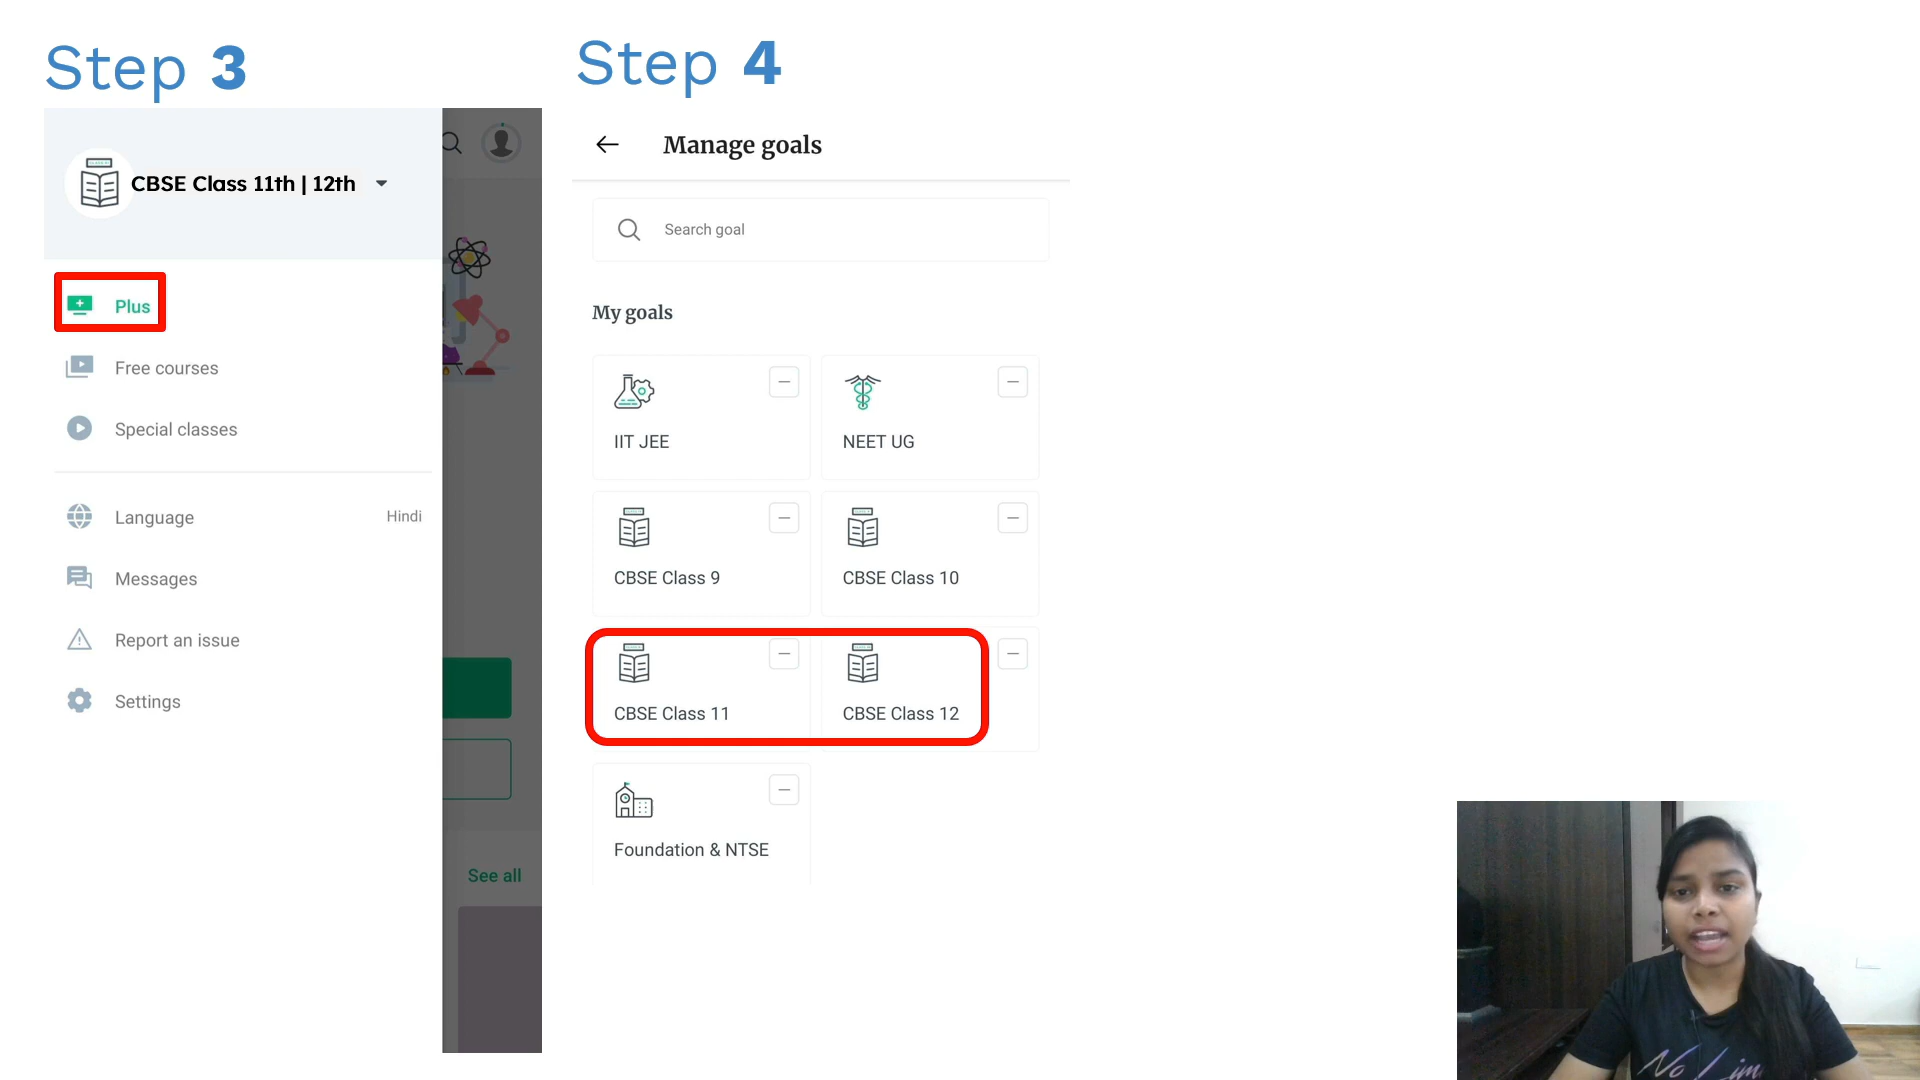 Step 3
CBSE Class 11th | 12th
Plus
Free courses
Special classes
Language
Hindi
Messages
Report an issue
Settings
See all
Step 4
Manage goals
Search goal
My goals
IIT JEE
NEET UG
CBSE Class 9
CBSE Class 10
CBSE Class 11
CBSE Class 12
Foundation & NTSE
No Lim